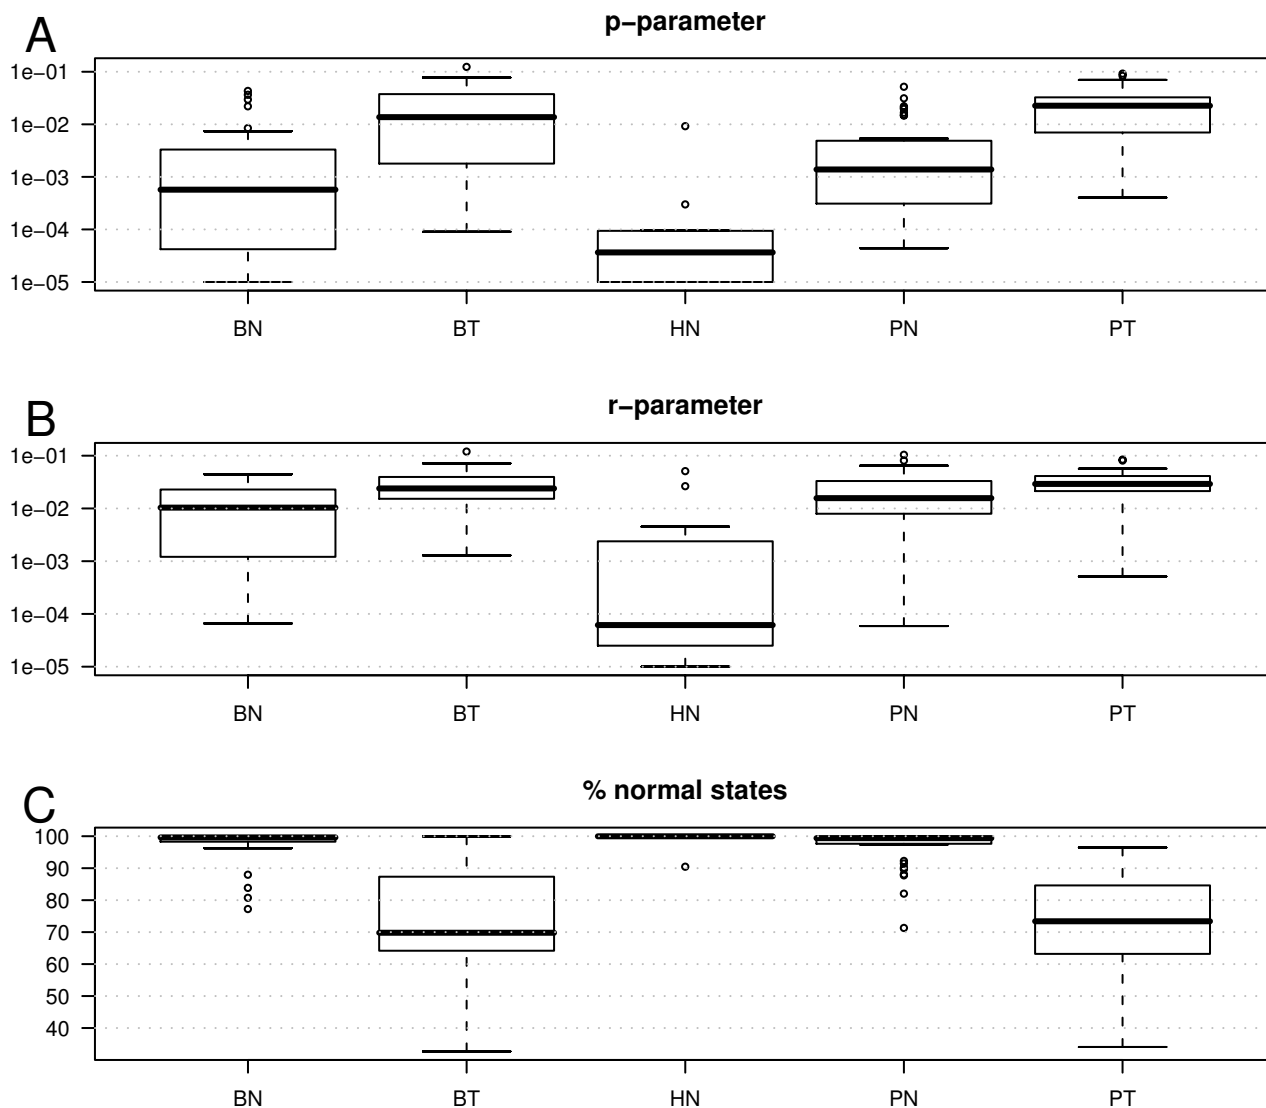 A
p−parameter
1e−01
1e−02
1e−03
1e−04
1e−05
BN BT HN PN PT
B
r−parameter
1e−01
1e−02
1e−03
1e−04
1e−05
BN BT HN PN PT
C
% normal states
100
90
80
70
60
50
40
BN BT HN PN PT